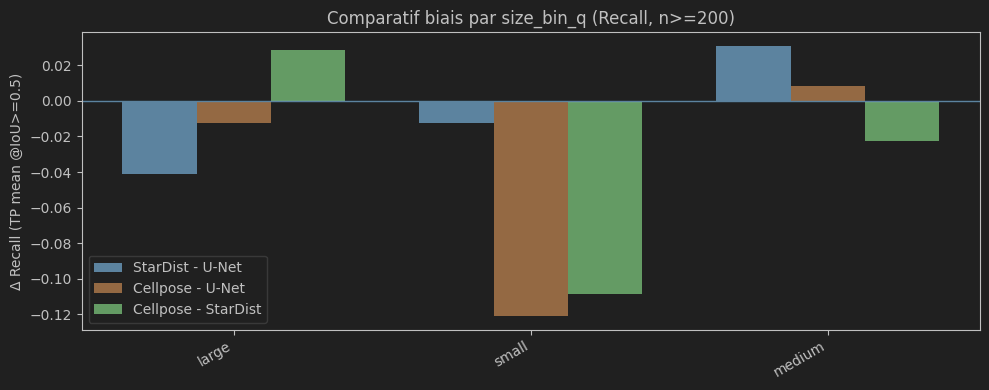 Comparatif biais par size_bin_q (Recall, n>=200)
Δ Recall (TP mean @IoU>=0.5)
0.02
0.00
−0.02
−0.04
−0.06
−0.08
−0.10
−0.12
StarDist - U-Net
Cellpose - U-Net
Cellpose - StarDist
large
small
medium